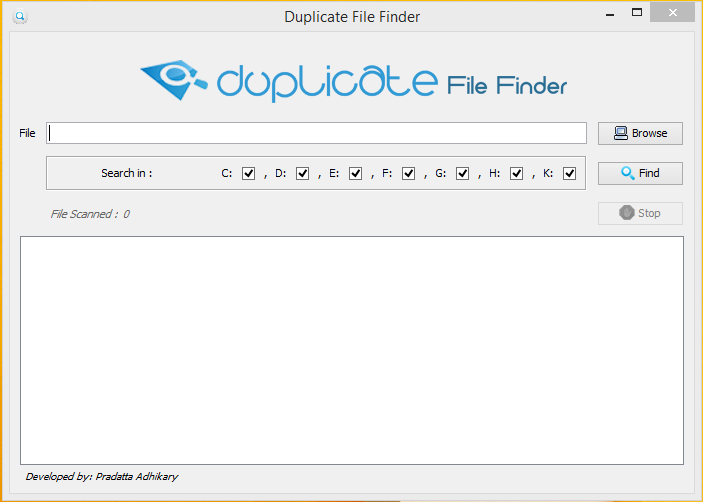 Duplicate File Finder
duplicate File Finder
File
Browse
Search in : C: , D: , E: , F: , G: , H: , K:
Find
File Scanned : 0
Stop
Developed by: Pradatta Adhikary